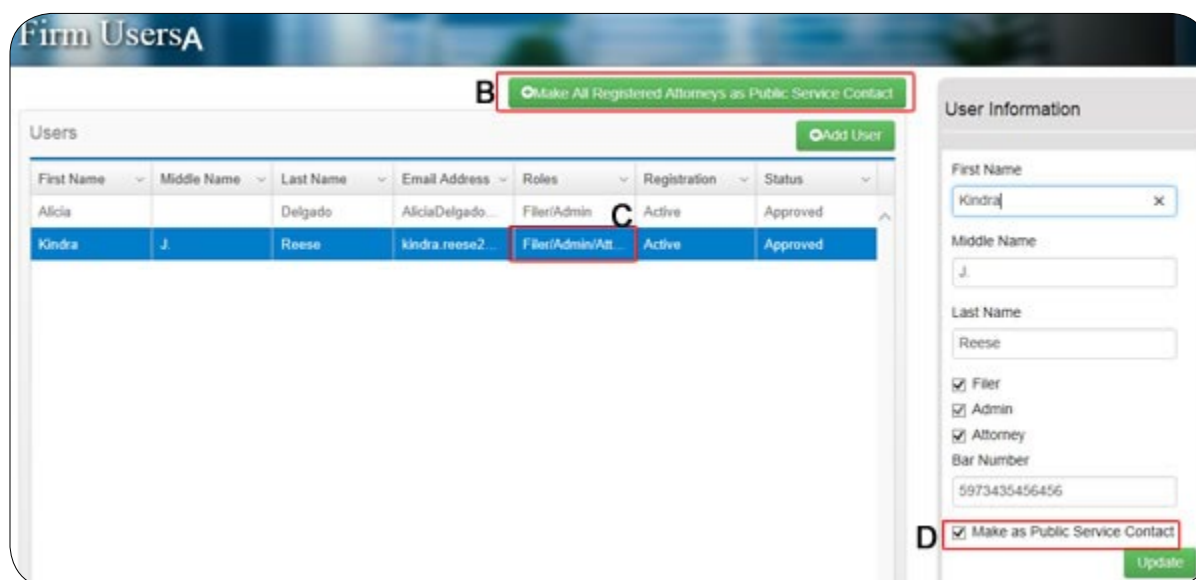 Firm Users A
B Make All Registered Attorneys as Public Service Contact
Users
Add User
First Name Middle Name Last Name Email Address Roles Registration Status
Alicia Delgado AliciaDelgado... Filer/Admin Active Approved
C
Kindra J. Reese kindra.reese2... Filer/Admin/Att... Active Approved
User Information
First Name
Kindra
Middle Name
J.
Last Name
Reese
Filer
Admin
Attorney
Bar Number
5973435456456
D Make as Public Service Contact
Update